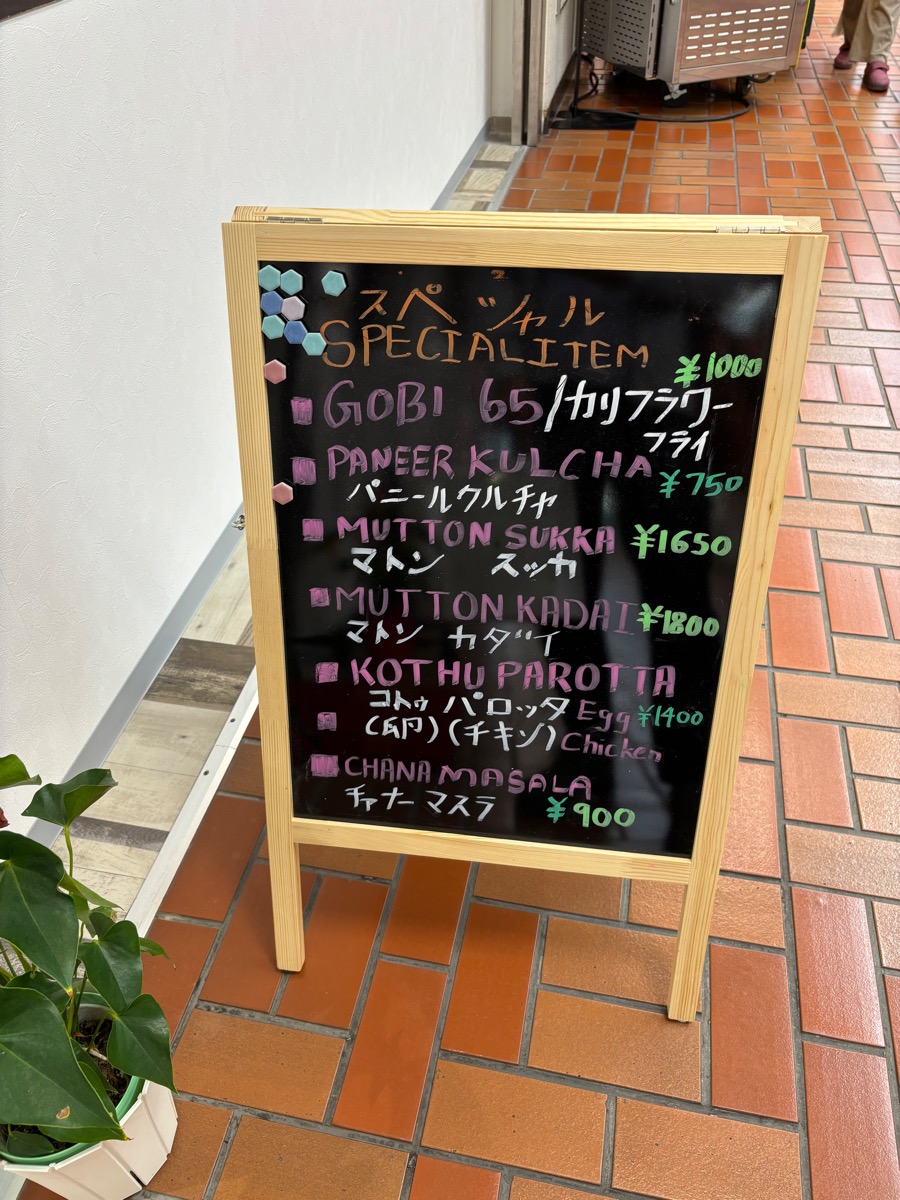 スペッャル
SPECIAL ITEM
¥1000
GOBI 65/カリフラワー
フライ
PANEER KULCHA
¥750
パニールクルチャ
MUTTON SUKKA ¥1650
マトン スッカ
MUTTON KADAI ¥1800
マトン カダイ
KOTHU PAROTTA
コトゥ パロッタ Egg ¥1400
(卵) (チキン) Chicken
CHANA MASALA
チャナー マスラ ¥900